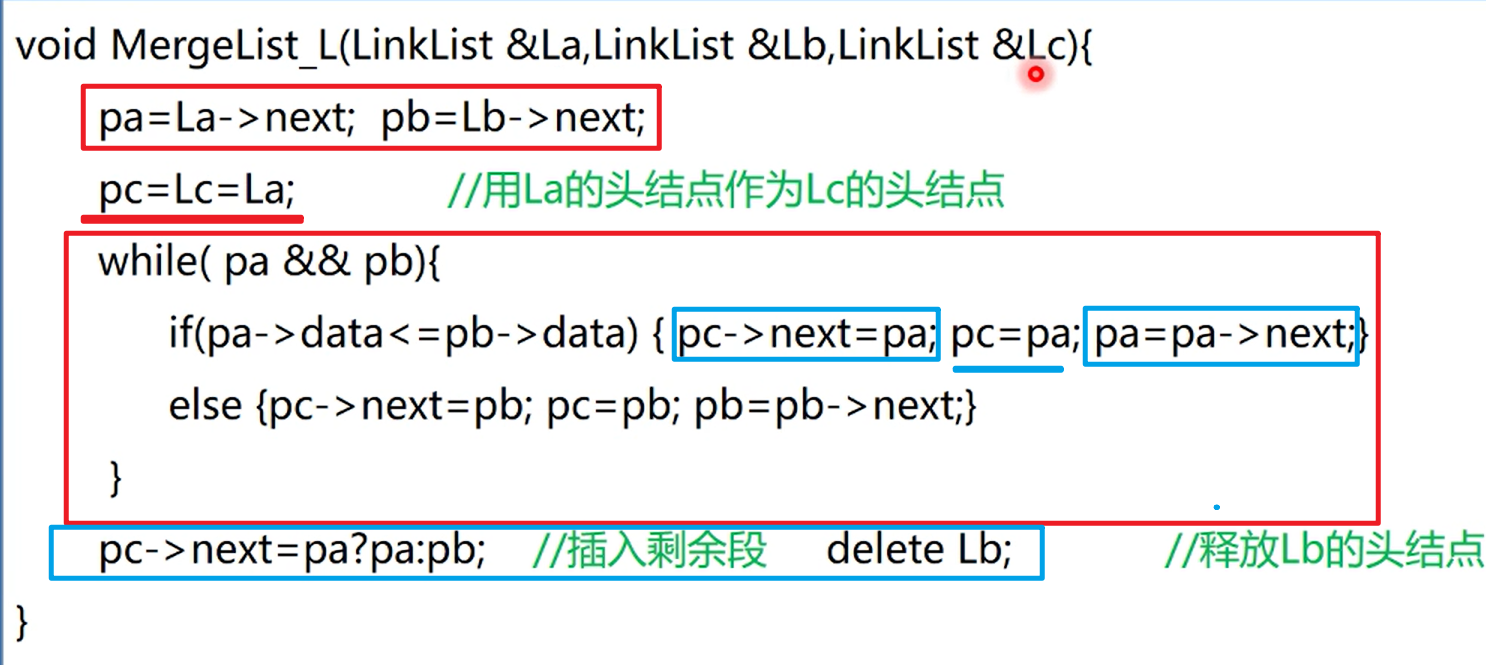 void MergeList_L(LinkList &La,LinkList &Lb,LinkList &Lc){
pa=La->next; pb=Lb->next;
pc=Lc=La; //用La的头结点作为Lc的头结点
while( pa && pb){
if(pa->data<=pb->data) { pc->next=pa; pc=pa; pa=pa->next;}
else {pc->next=pb; pc=pb; pb=pb->next;}
}
pc->next=pa?pa:pb; //插入剩余段 delete Lb; //释放Lb的头结点
}